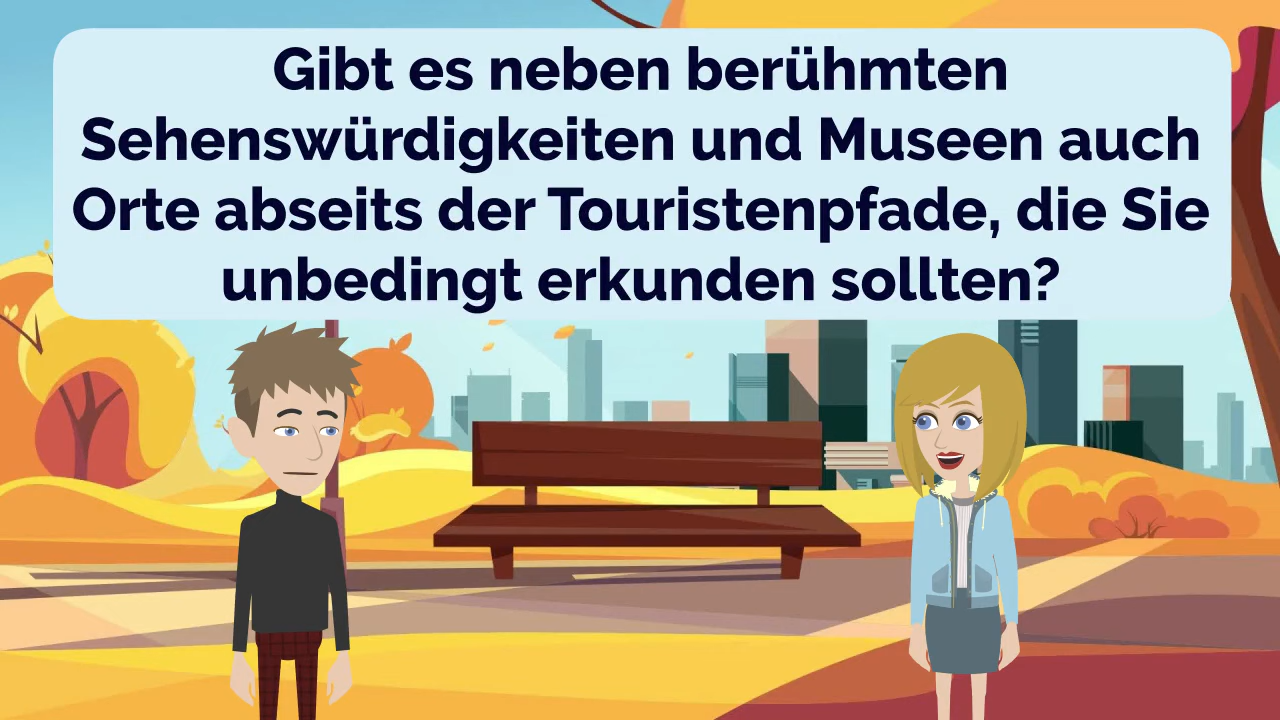 Gibt es neben berühmten
Sehenswürdigkeiten und Museen auch
Orte abseits der Touristenpfade, die Sie
unbedingt erkunden sollten?